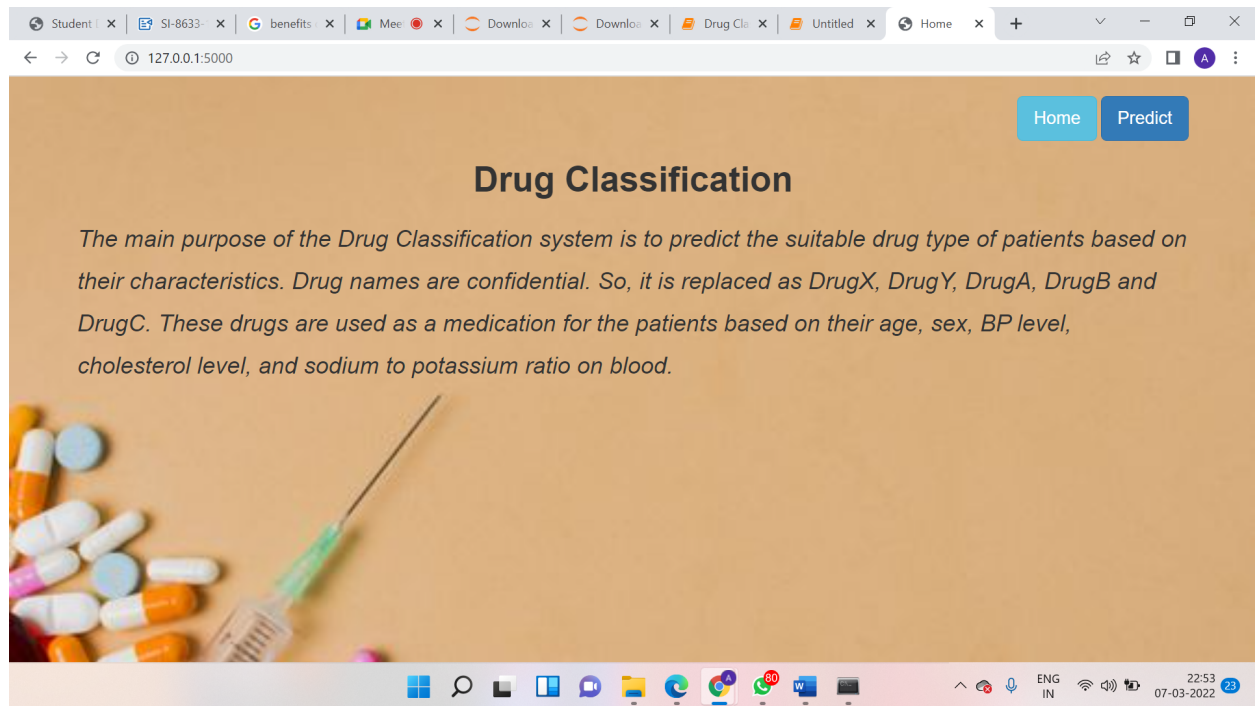 Student
SI-8633-
benefits
Mee
Downloa
Downloa
Drug Cla
Untitled
Home
127.0.0.1:5000
A
Home
Predict
Drug Classification
The main purpose of the Drug Classification system is to predict the suitable drug type of patients based on
their characteristics. Drug names are confidential. So, it is replaced as DrugX, DrugY, DrugA, DrugB and
DrugC. These drugs are used as a medication for the patients based on their age, sex, BP level,
cholesterol level, and sodium to potassium ratio on blood.
A
80
W
ENG
IN
22:53
07-03-2022
23